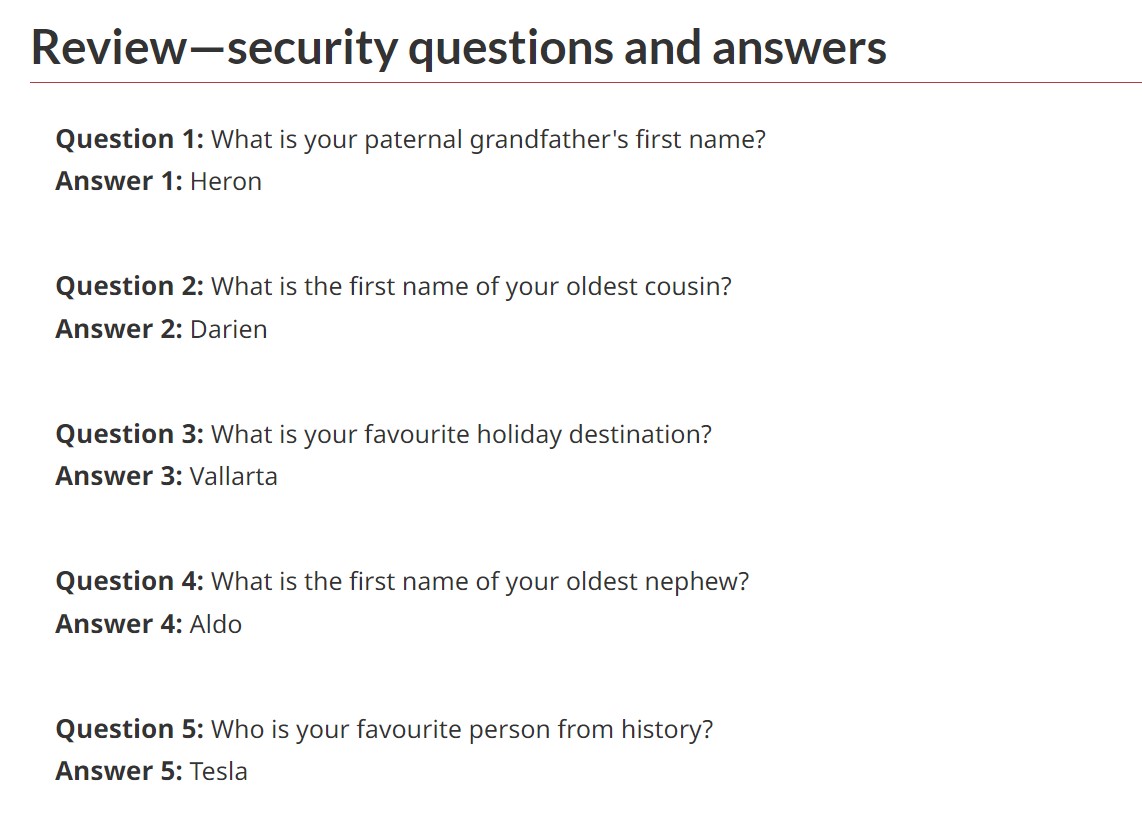 Review—security questions and answers
Question 1: What is your paternal grandfather's first name?
Answer 1: Heron
Question 2: What is the first name of your oldest cousin?
Answer 2: Darien
Question 3: What is your favourite holiday destination?
Answer 3: Vallarta
Question 4: What is the first name of your oldest nephew?
Answer 4: Aldo
Question 5: Who is your favourite person from history?
Answer 5: Tesla